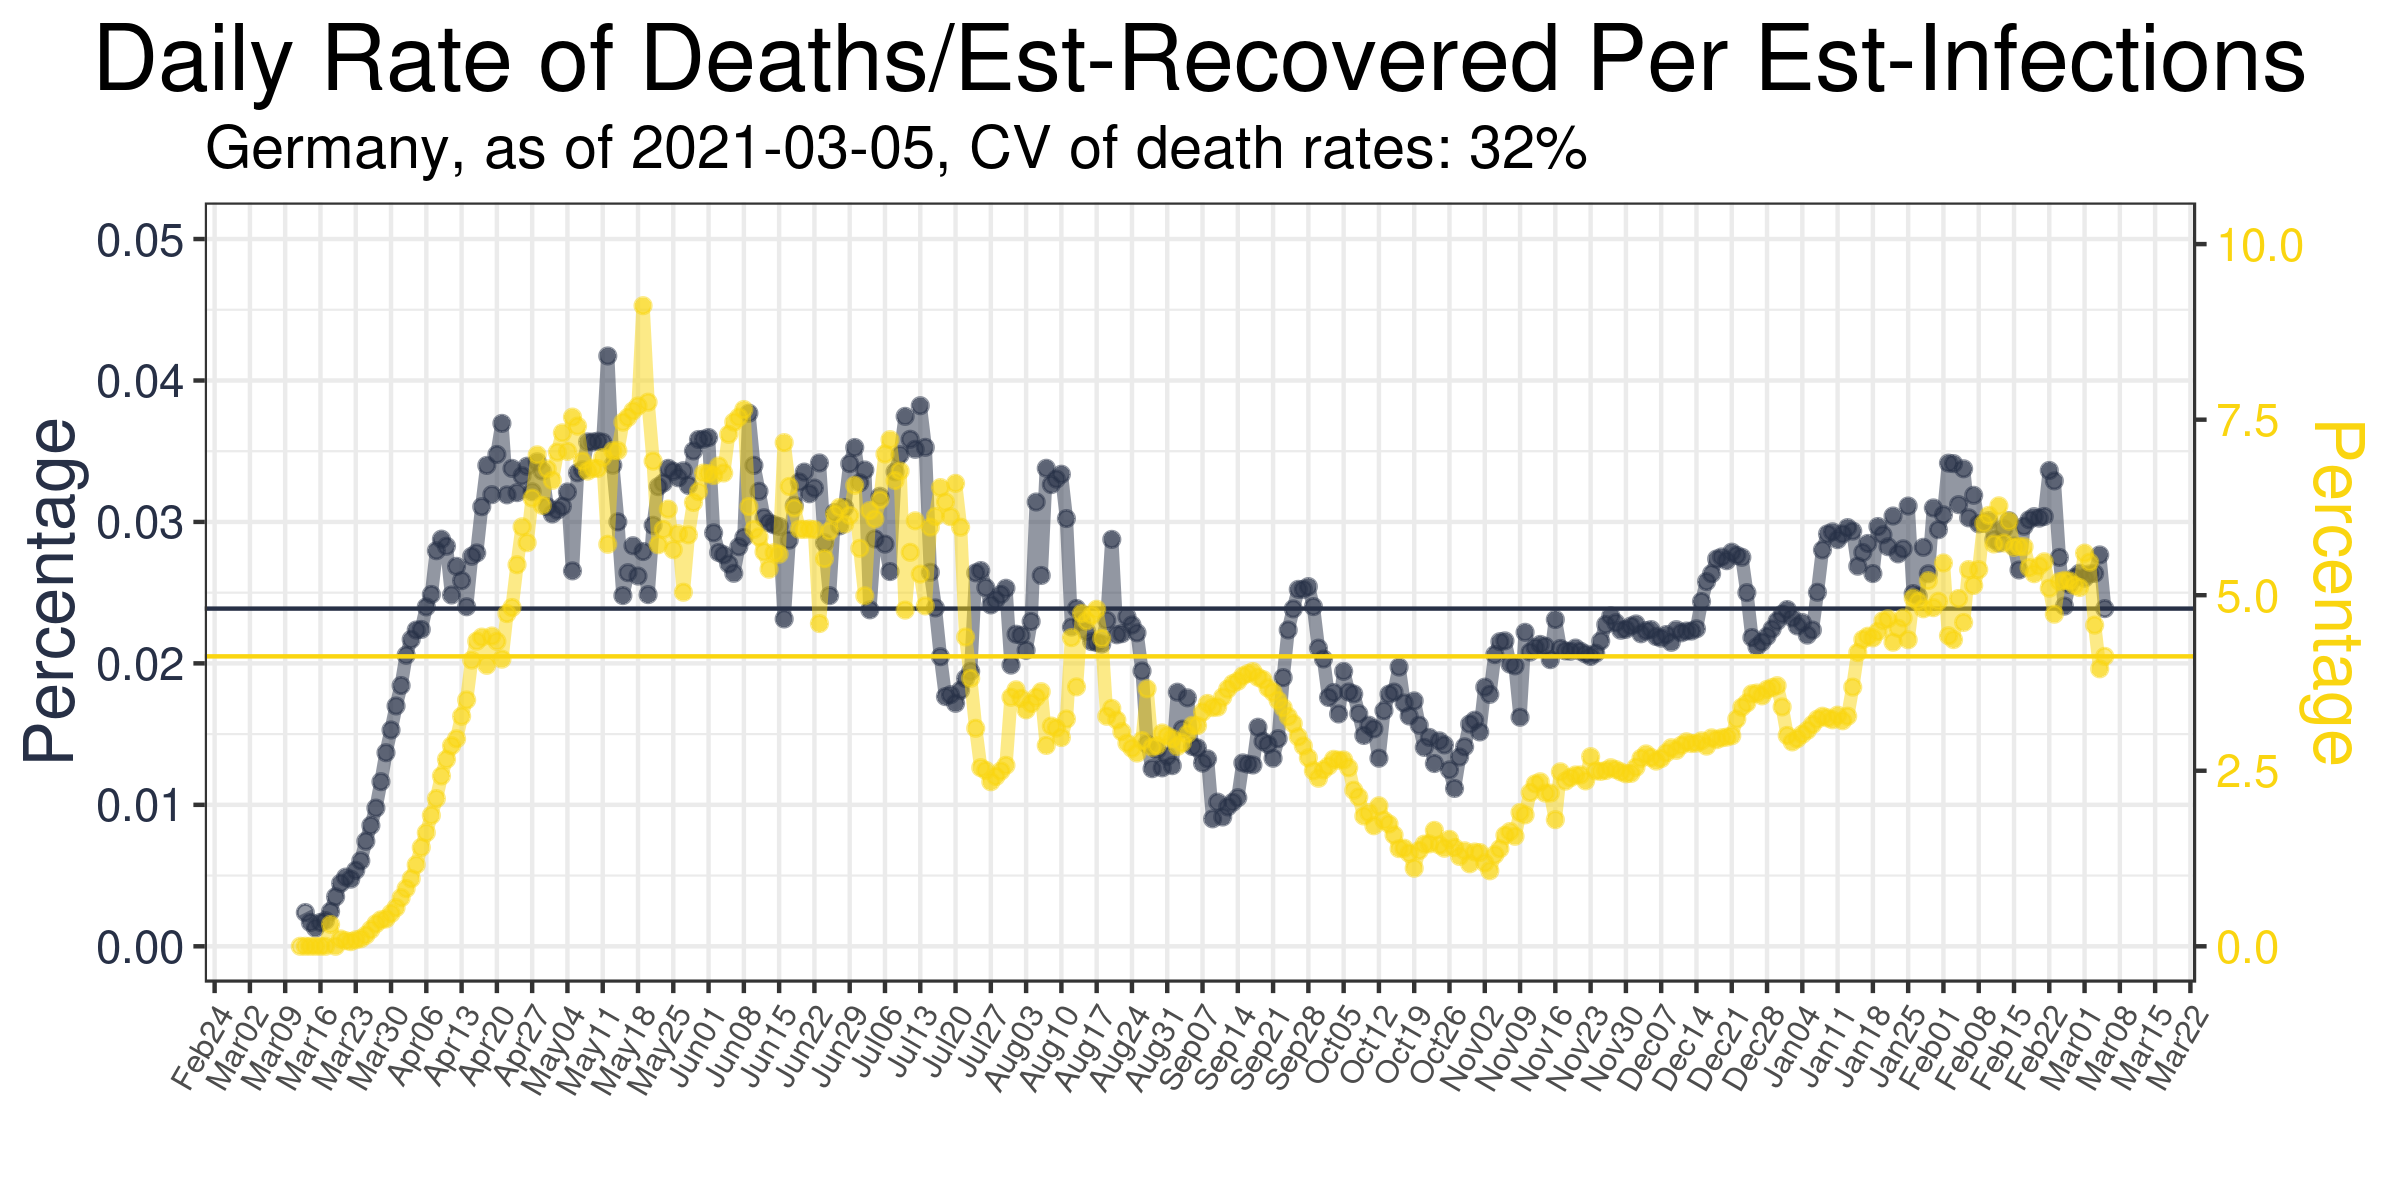 Daily Rate of Deaths/Est-Recovered Per Est-Infections
Germany, as of 2021-03-05, CV of death rates: 32%
Percentage
0.05
0.04
0.03
0.02
0.01
0.00
10.0
7.5
5.0
2.5
0.0
Percentage
Feb24
Mar02
Mar09
Mar16
Mar23
Mar30
Apr06
Apr13
Apr20
Apr27
May04
May11
May18
May25
Jun01
Jun08
Jun15
Jun22
Jun29
Jul06
Jul13
Jul20
Jul27
Aug03
Aug10
Aug17
Aug24
Aug31
Sep07
Sep14
Sep21
Sep28
Oct05
Oct12
Oct19
Oct26
Nov02
Nov09
Nov16
Nov23
Nov30
Dec07
Dec14
Dec21
Dec28
Dec04
Jan11
Jan18
Jan25
Feb01
Feb08
Feb15
Feb22
Mar01
Mar08
Mar15
Mar22